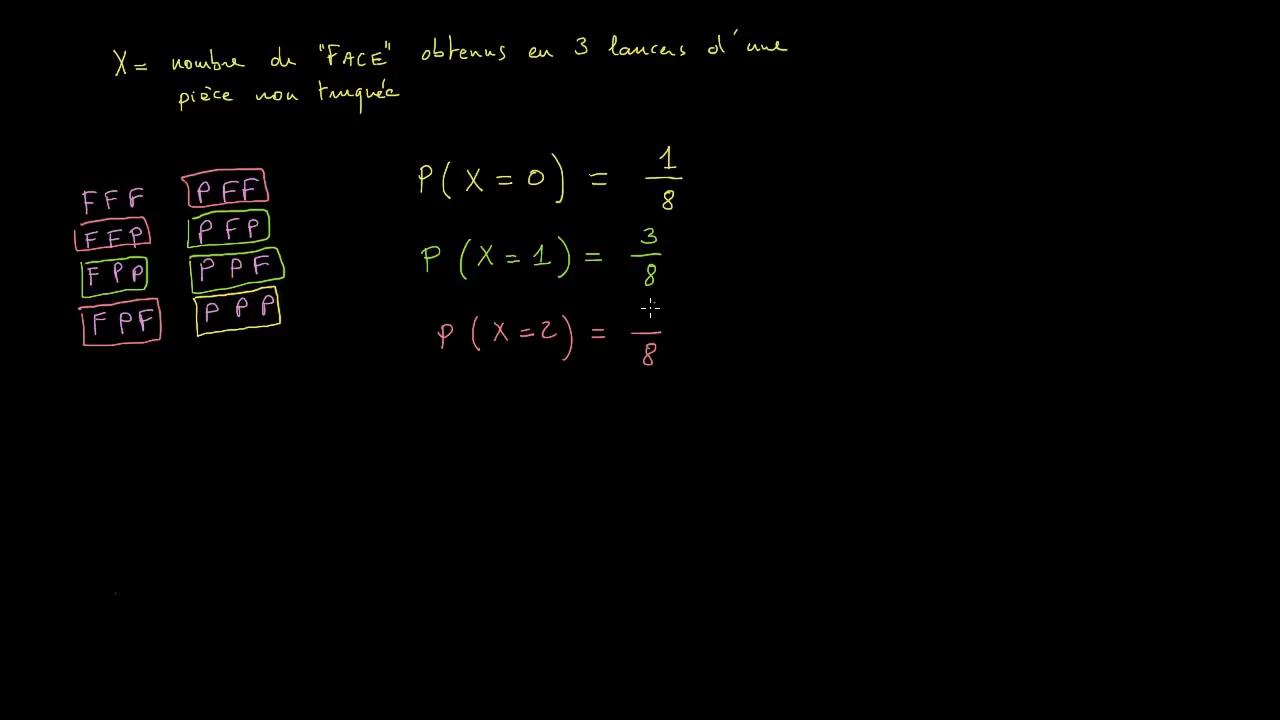 X = nombre de "FACE" obtenus en 3 lancers d'une
pièce non truquée
FFF
PFF
FFP
PFP
FPP
PPF
FPF
PPP
P(X=0) = 1/8
P(X=1) = 3/8
P(X=2) = /8